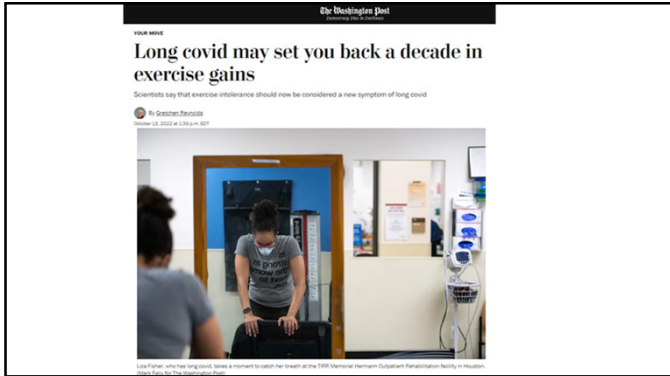 The Washington Post
Democracy Dies in Darkness
YOUR MOVE
Long covid may set you back a decade in
exercise gains
Scientists say that exercise intolerance should now be considered a new symptom of long covid
By Gretchen Reynolds
October 13, 2022 at 1:39 p.m. EDT
Liza Fisher, who has long covid, takes a moment to catch her breath at the TIRR Memorial Hermann Outpatient Rehabilitation facility in Houston.
for The Washington Post)